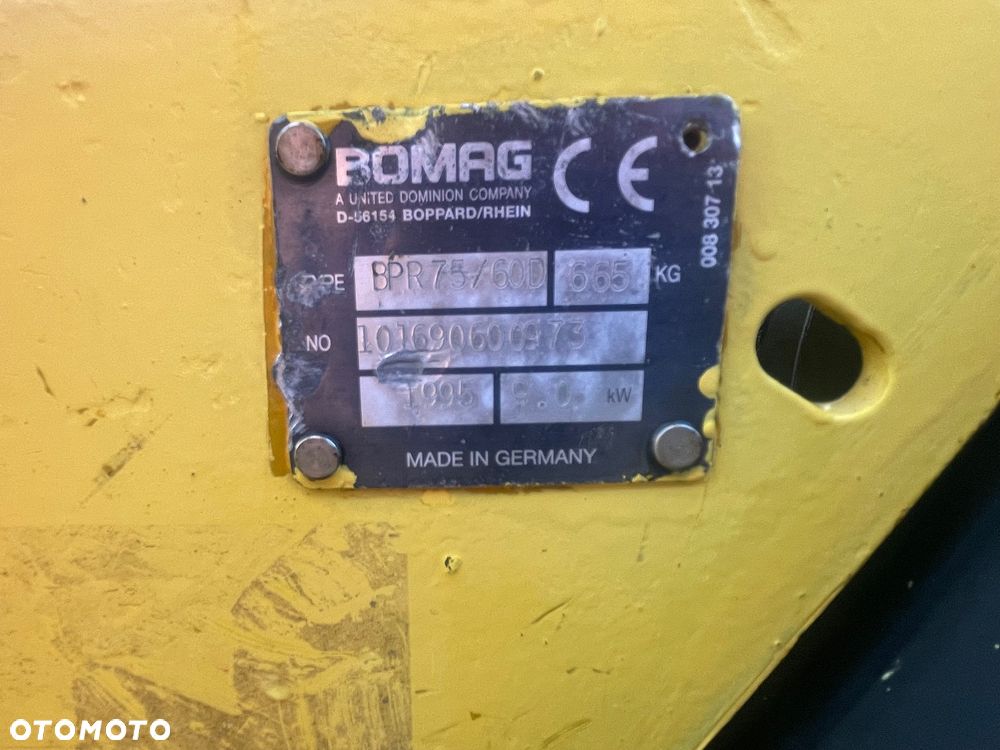 BOMAG CE
A UNITED DOMINION COMPANY
D-56154 BOPPARD/RHEIN
008 307 13
TYPE BPR75/60D 665 KG
NO 101690600973
1995 9.0 kW
MADE IN GERMANY
OTOMOTO